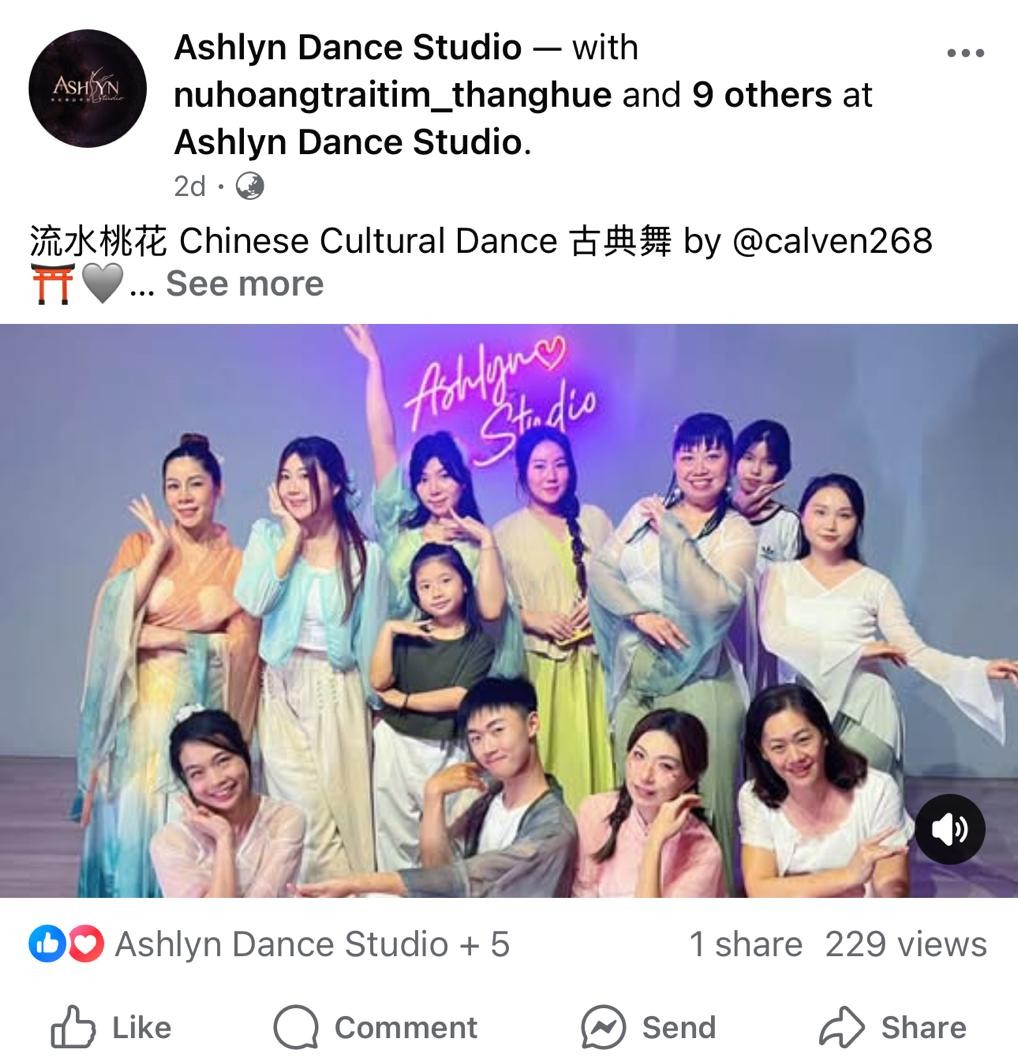 ASHLYN
Studio
Ashlyn Dance Studio — with
nuhoangtraitim_thanghue and 9 others at
Ashlyn Dance Studio.
2d ·
流水桃花 Chinese Cultural Dance 古典舞 by @calven268
⛩️🩶... See more
Ashlyn
Studio
Ashlyn Dance Studio + 5
1 share 229 views
Like Comment Send Share